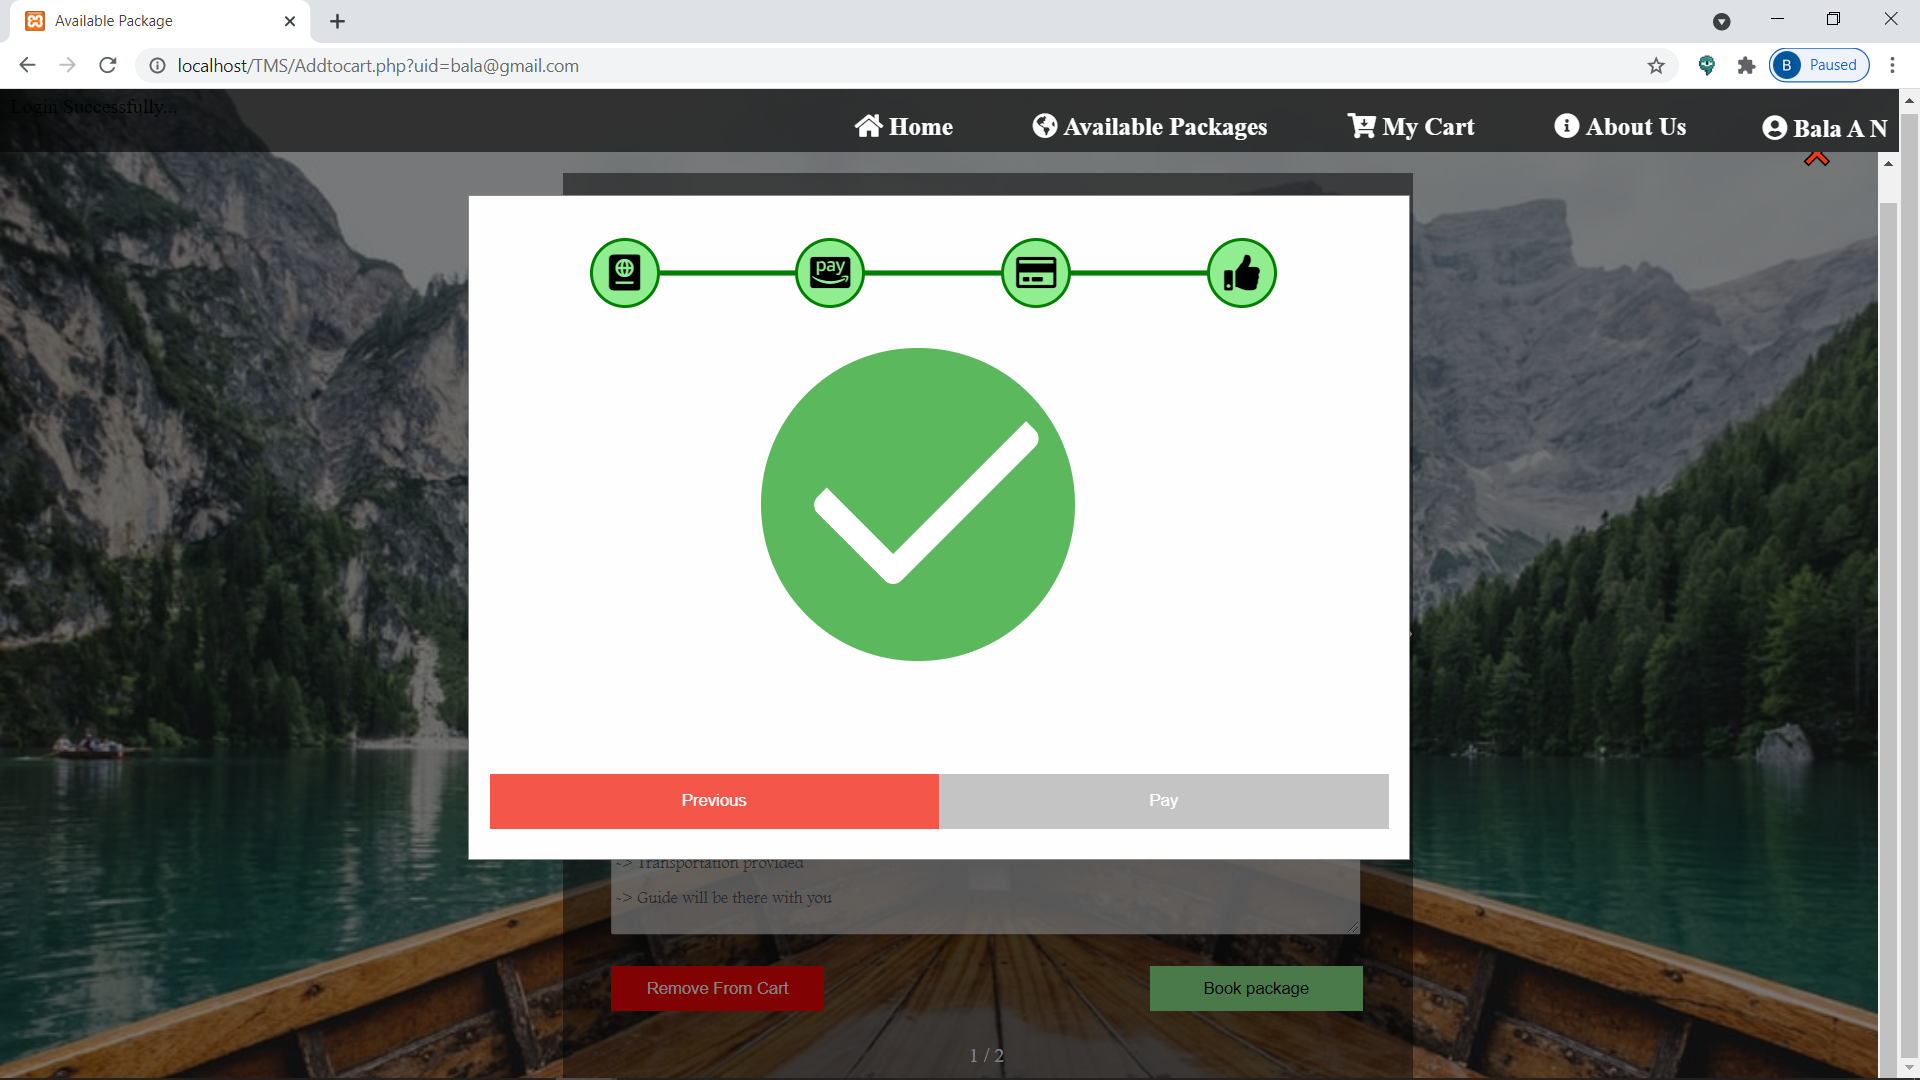 Available Package
localhost/TMS/Addtocart.php?uid=bala@gmail.com
B Paused
Login Successfully...
Home
Available Packages
My Cart
About Us
Bala A N
pay
Previous
Pay
~> Transportation provided
~> Guide will be there with you
Remove From Cart
Book package
1 / 2